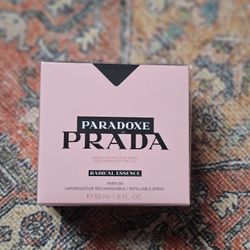 PARADOXE
PRADA
RADICAL ESSENCE
PARFUM
VAPORISATEUR RECHARGEABLE / REFILLABLE SPRAY
℮ 50 ml 1.6 FL. OZ.